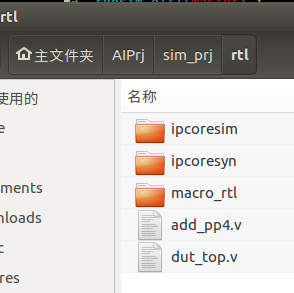 rtl
主文件夹 AIPrj sim_prj rtl
使用的
名称
ipcoresim
ments
ipcoresyn
nloads
macro_rtl
add_pp4.v
res
dut_top.v